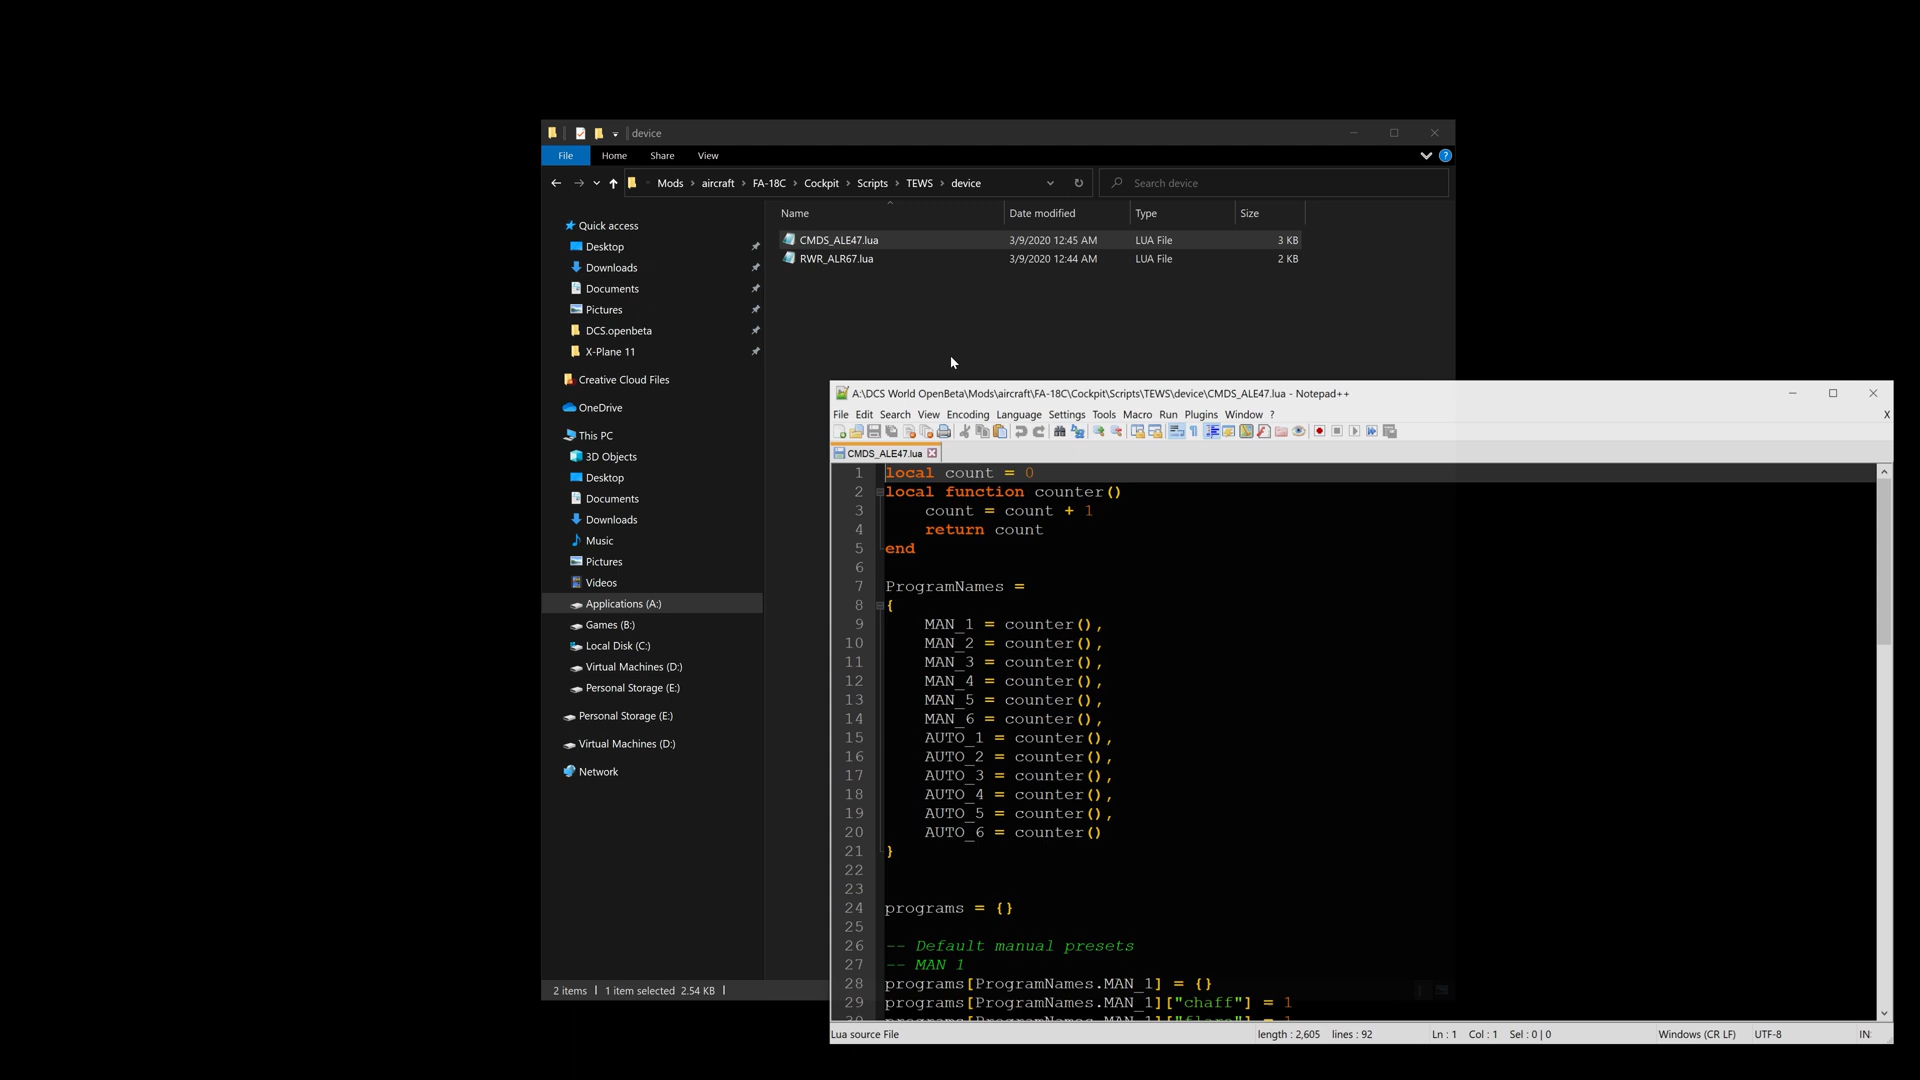 device
File Home Share View
Mods aircraft FA-18C Cockpit Scripts TEWS device
Search device
Name Date modified Type Size
CMDS_ALE47.lua 3/9/2020 12:45 AM LUA File 3 KB
RWR_ALR67.lua 3/9/2020 12:44 AM LUA File 2 KB
Quick access
Desktop
Downloads
Documents
Pictures
DCS.openbeta
X-Plane 11
Creative Cloud Files
OneDrive
This PC
3D Objects
Desktop
Documents
Downloads
Music
Pictures
Videos
Applications (A:)
Games (B:)
Local Disk (C:)
Virtual Machines (D:)
Personal Storage (E:)
Personal Storage (E:)
Virtual Machines (D:)
Network
2 items 1 item selected 2.54 KB
A:\DCS World OpenBeta\Mods\aircraft\FA-18C\Cockpit\Scripts\TEWS\device\CMDS_ALE47.lua - Notepad++
File Edit Search View Encoding Language Settings Tools Macro Run Plugins Window ? X
CMDS_ALE47.lua
1 local count = 0
2 local function counter()
3 count = count + 1
4 return count
5 end
6
7 ProgramNames =
8 {
9 MAN_1 = counter(),
10 MAN_2 = counter(),
11 MAN_3 = counter(),
12 MAN_4 = counter(),
13 MAN_5 = counter(),
14 MAN_6 = counter(),
15 AUTO_1 = counter(),
16 AUTO_2 = counter(),
17 AUTO_3 = counter(),
18 AUTO_4 = counter(),
19 AUTO_5 = counter(),
20 AUTO_6 = counter()
21 }
22
23
24 programs = {}
25
26 -- Default manual presets
27 -- MAN 1
28 programs[ProgramNames.MAN_1] = {}
29 programs[ProgramNames.MAN_1]["chaff"] = 1
30 programs[ProgramNames.MAN_1]["flare"] = 1
Lua source File length : 2,605 lines : 92 Ln : 1 Col : 1 Sel : 0 | 0 Windows (CR LF) UTF-8 IN